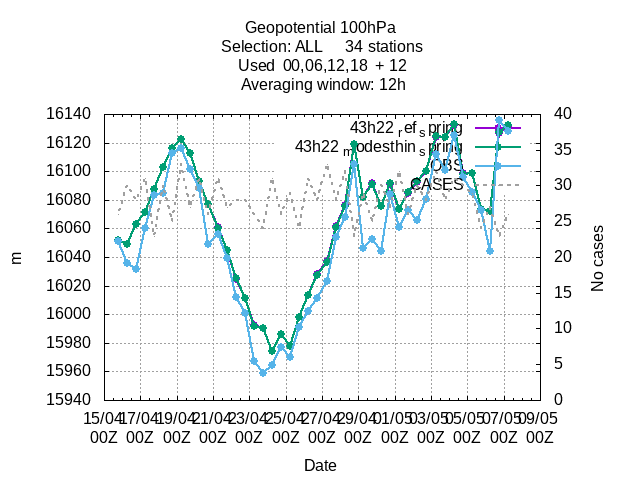 Geopotential 100hPa
Selection: ALL 34 stations
Used 00,06,12,18 + 12
Averaging window: 12h
43h22_ref_spring
43h22_modesthin_spring
OBS
CASES
16140
16120
16100
16080
16060
16040
16020
16000
15980
15960
15940
m
40
35
30
25
20
15
10
5
0
No cases
15/04 17/04 19/04 21/04 23/04 25/04 27/04 29/04 01/05 03/05 05/05 07/05 09/05
00Z 00Z 00Z 00Z 00Z 00Z 00Z 00Z 00Z 00Z 00Z 00Z 00Z
Date